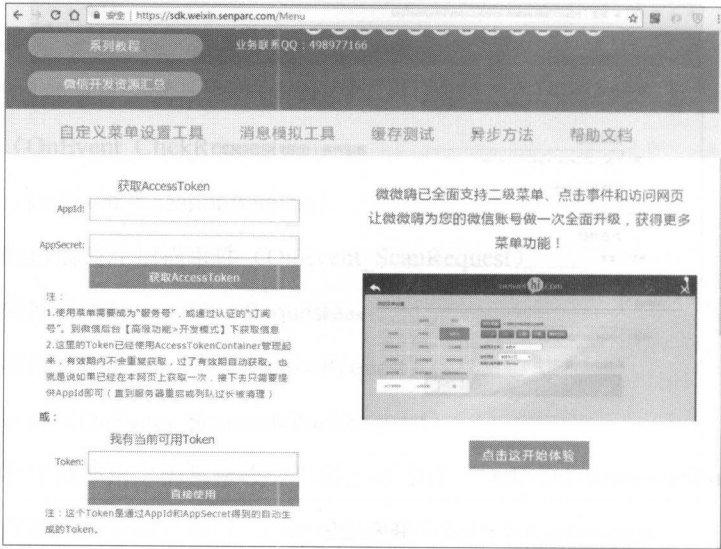 安全 | https://sdk.weixin.senparc.com/Menu
系列教程
业务联系QQ：498977166
微信开发资源汇总
自定义菜单设置工具 消息模拟工具 缓存测试 异步方法 帮助文档
获取AccessToken
AppId:
AppSecret:
获取AccessToken
注：
1.使用菜单需要成为“服务号”，或通过认证的“订阅
号”。到微信后台【高级功能>开发模式】下获取信息
2.这里的Token已经使用AccessTokenContainer管理起
来，有效期内不会重复获取，过了有效期自动获取。也
就是说如果已经在本网页上获取一次，接下去只需要提
供AppId即可（直到服务器重启或列队过长被清理）
或：
我有当前可用Token
Token:
直接使用
注：这个Token是通过AppId和AppSecret得到的自动生
成的Token。
微微嗨已全面支持二级菜单、点击事件和访问网页
让微微嗨为您的微信账号做一次全面升级，获得更多
菜单功能！
hi
点击这开始体验